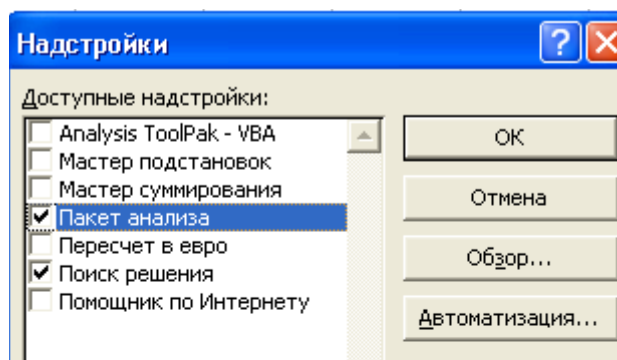 Надстройки
Доступные надстройки:
Analysis ToolPak - VBA
Мастер подстановок
Мастер суммирования
Пакет анализа
Пересчет в евро
Поиск решения
Помощник по Интернету
ОК
Отмена
Обзор...
Автоматизация...